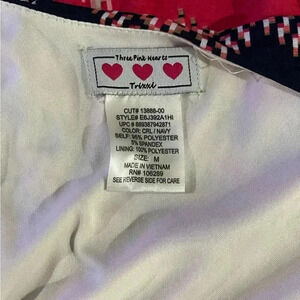 Three Pink Hearts
Trixxi
CUT# 13888-00
STYLE# E8J392A1HI
UPC # 889387942871
COLOR: CRL / NAVY
SELF: 95% POLYESTER
5% SPANDEX
LINING: 100% POLYESTER
SIZE: M
MADE IN VIETNAM
RN# 106289
SEE REVERSE SIDE FOR CARE